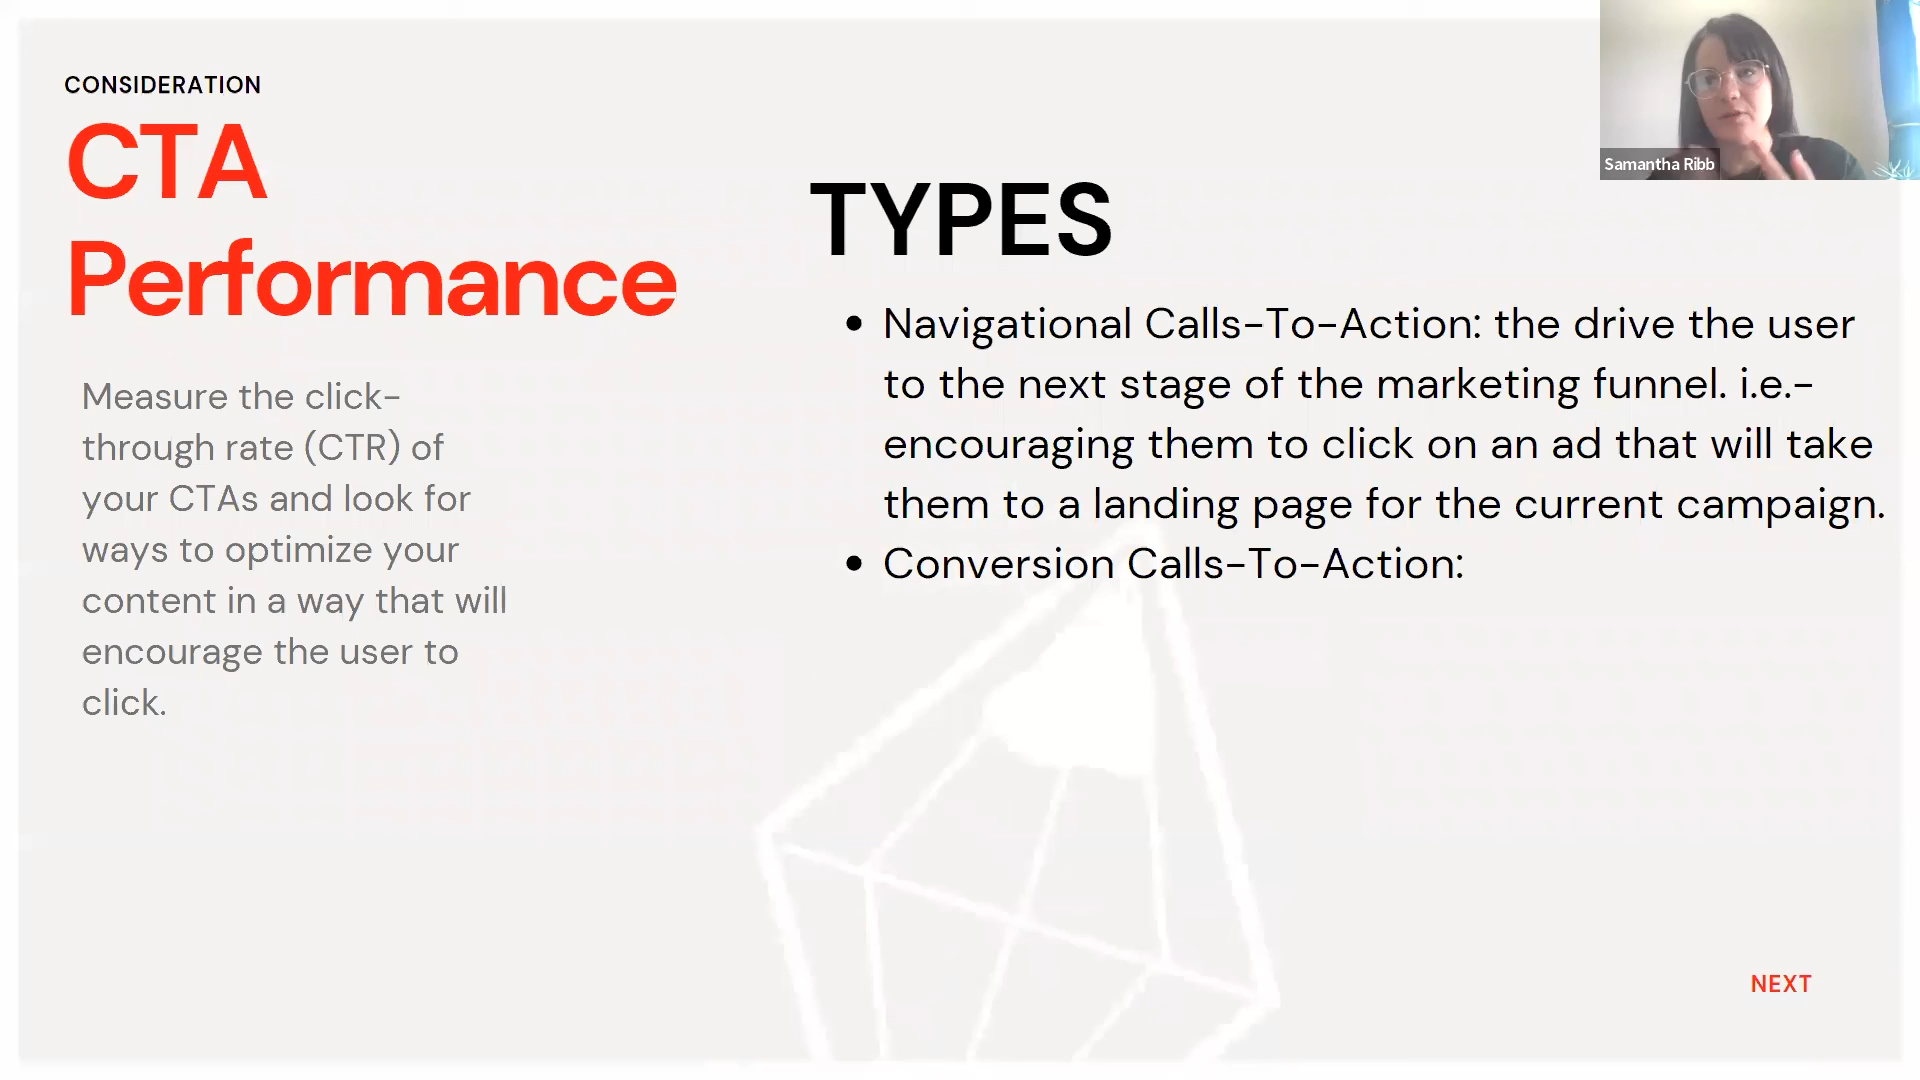 CONSIDERATION
CTA
Performance
Measure the click-
through rate (CTR) of
your CTAs and look for
ways to optimize your
content in a way that will
encourage the user to
click.
TYPES
• Navigational Calls-To-Action: the drive the user
to the next stage of the marketing funnel. i.e.-
encouraging them to click on an ad that will take
them to a landing page for the current campaign.
• Conversion Calls-To-Action:
Samantha Ribb
NEXT